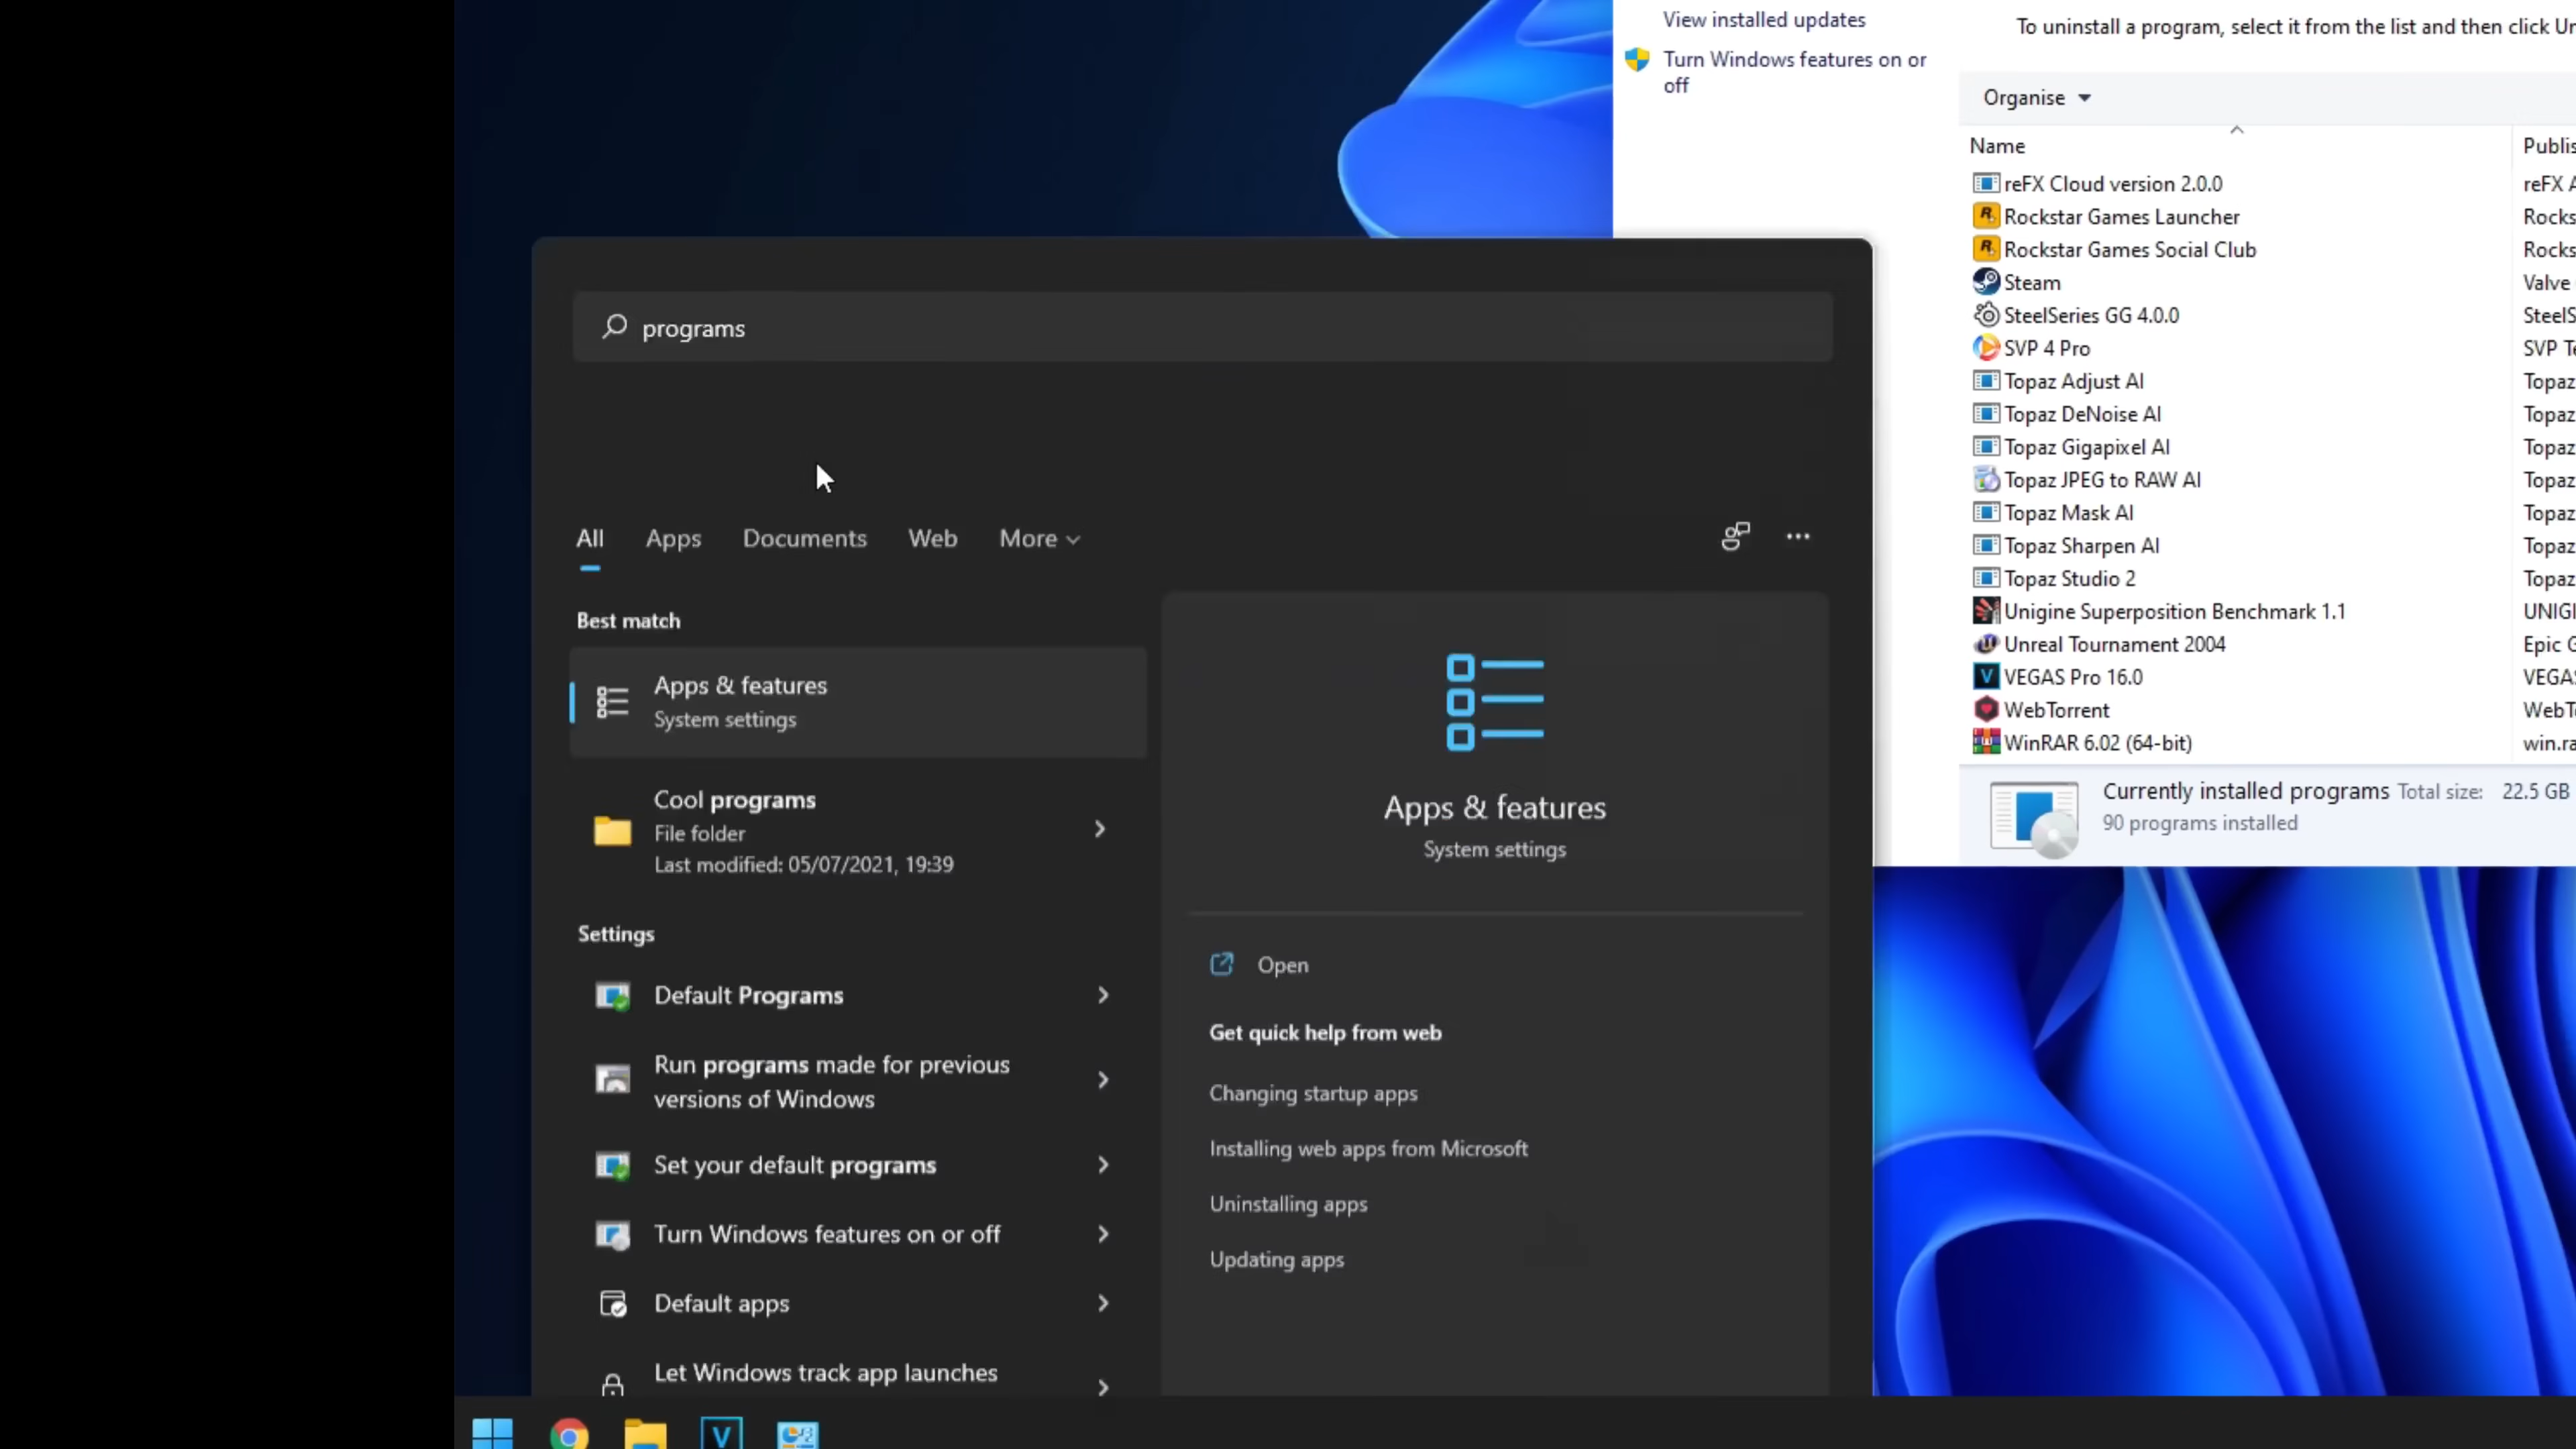 View installed updates
Turn Windows features on or
off
To uninstall a program, select it from the list and then click Un
Organise
Name
Publis
reFX Cloud version 2.0.0
reFX A
Rockstar Games Launcher
Rocks
Rockstar Games Social Club
Rocks
Steam
Valve
SteelSeries GG 4.0.0
SteelS
SVP 4 Pro
SVP Te
Topaz Adjust AI
Topaz
Topaz DeNoise AI
Topaz
Topaz Gigapixel AI
Topaz
Topaz JPEG to RAW AI
Topaz
Topaz Mask AI
Topaz
Topaz Sharpen AI
Topaz
Topaz Studio 2
Topaz
Unigine Superposition Benchmark 1.1
UNIGI
Unreal Tournament 2004
Epic G
VEGAS Pro 16.0
VEGAS
WebTorrent
WebTo
WinRAR 6.02 (64-bit)
win.ra
Currently installed programs Total size: 22.5 GB
90 programs installed
programs
All Apps Documents Web More
Best match
Apps & features
System settings
Cool programs
File folder
Last modified: 05/07/2021, 19:39
Settings
Default Programs
Run programs made for previous
versions of Windows
Set your default programs
Turn Windows features on or off
Default apps
Let Windows track app launches
Apps & features
System settings
Open
Get quick help from web
Changing startup apps
Installing web apps from Microsoft
Uninstalling apps
Updating apps